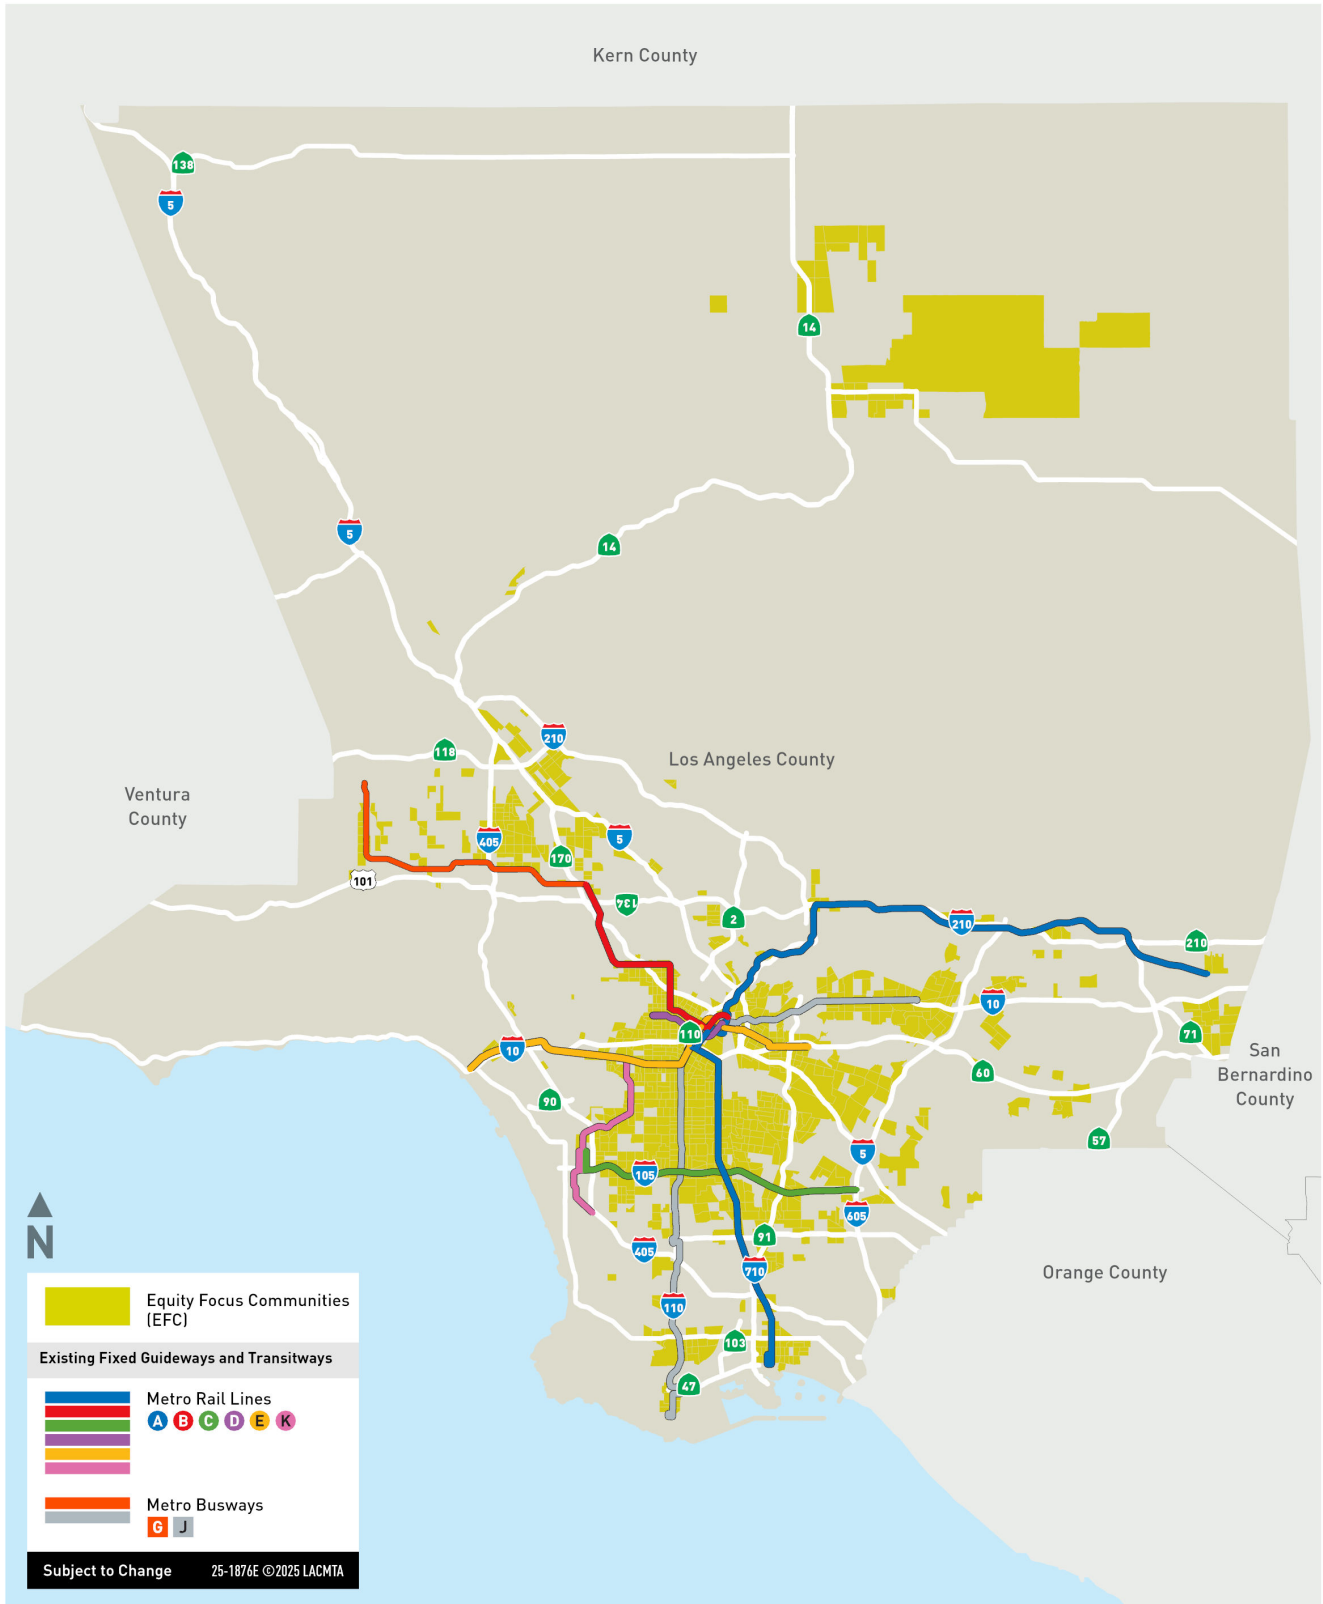 Kern County
138
5
14
5
14
210
118
Los Angeles County
Ventura
County
405
5
170
101
134
2
210
210
10
110
71
10
San
Bernardino
County
60
90
57
5
105
605
91
405
710
Orange County
110
103
47
N
Equity Focus Communities
(EFC)
Existing Fixed Guideways and Transitways
Metro Rail Lines
A B C D E K
Metro Busways
G J
Subject to Change 25-1876E ©2025 LACMTA